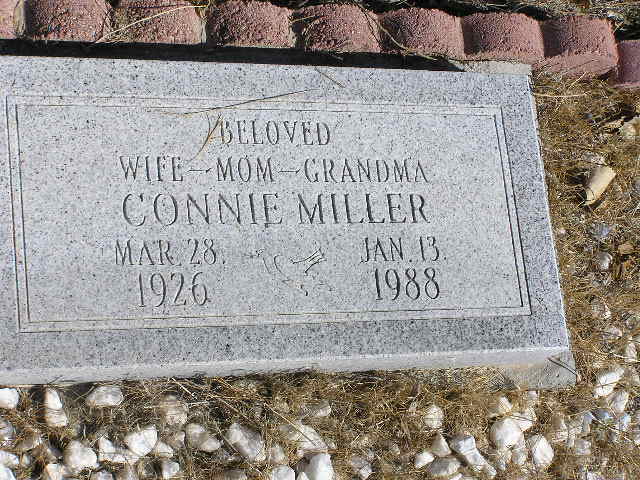 BELOVED
WIFE—MOM—GRANDMA
CONNIE MILLER
MAR. 28. JAN. 13.
1926 1988